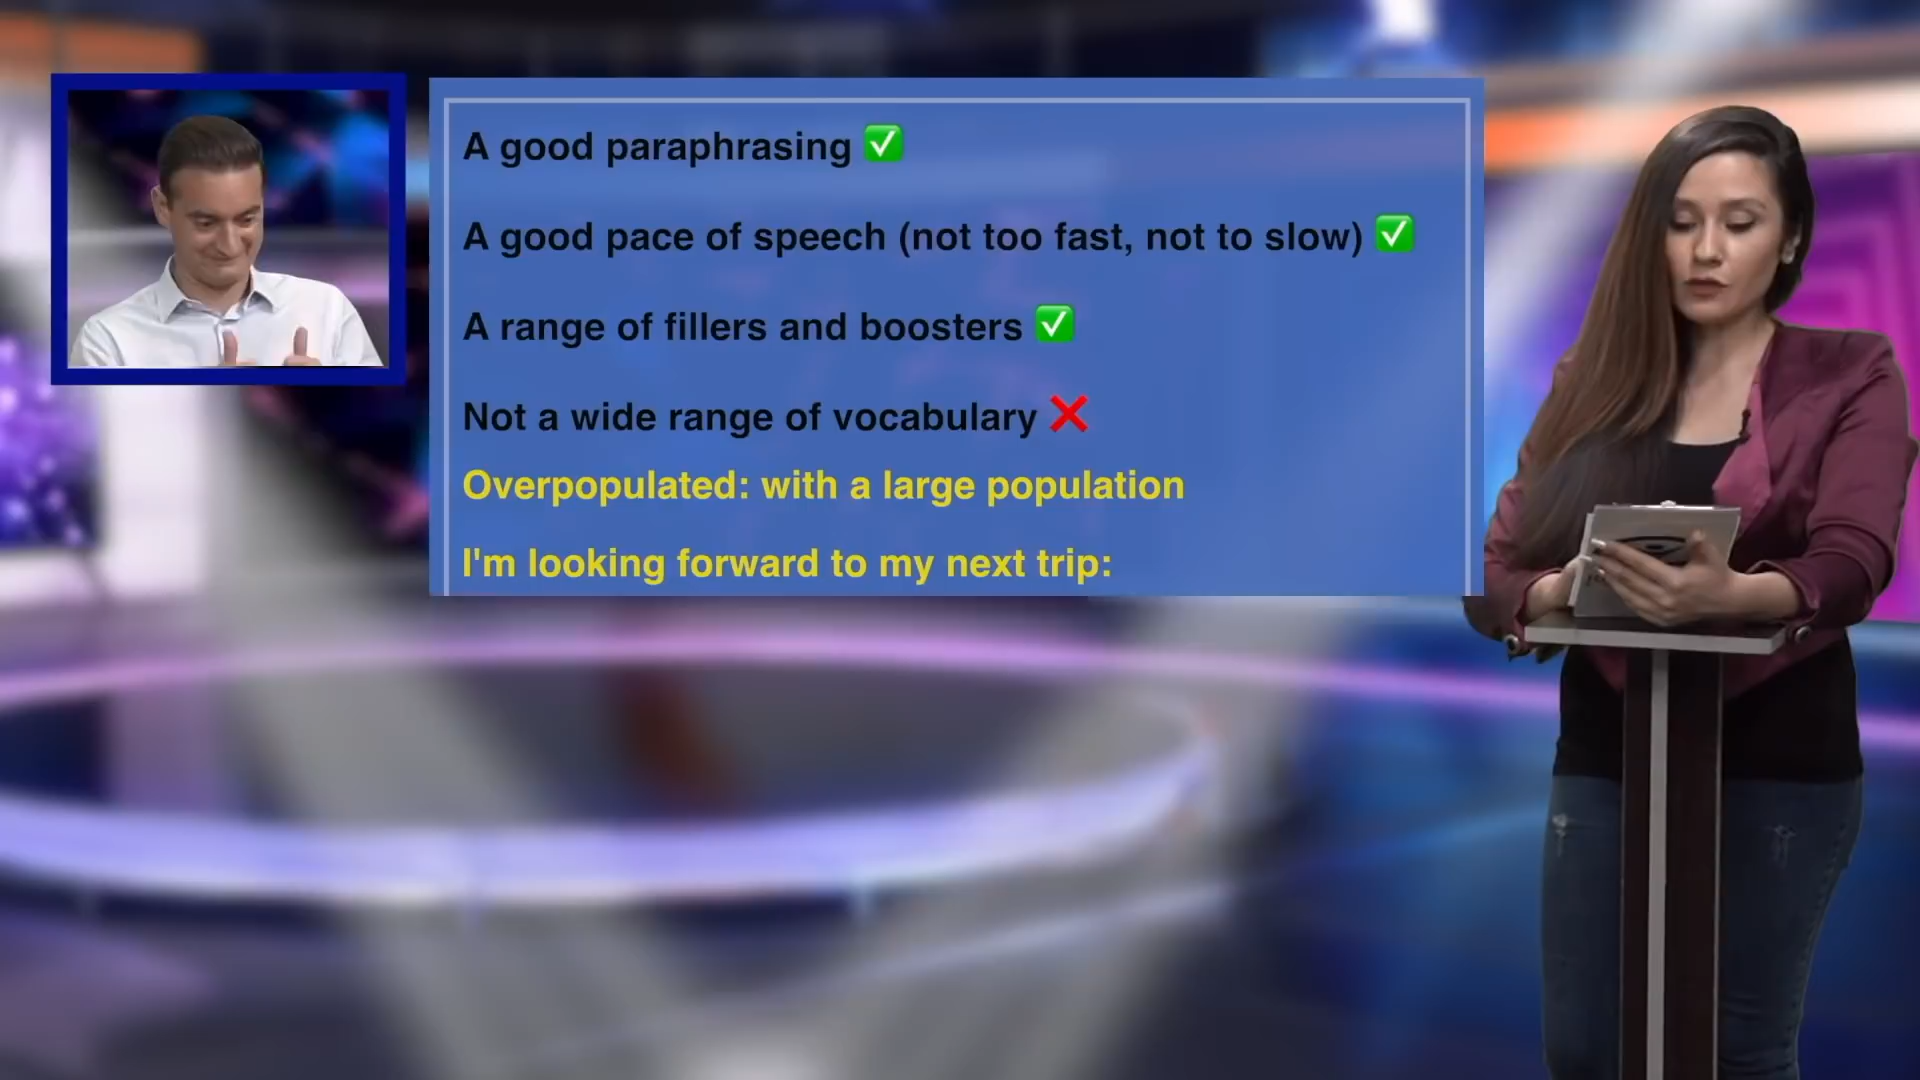 A good paraphrasing ✅
A good pace of speech (not too fast, not to slow) ✅
A range of fillers and boosters ✅
Not a wide range of vocabulary ❌
Overpopulated: with a large population
I'm looking forward to my next trip: